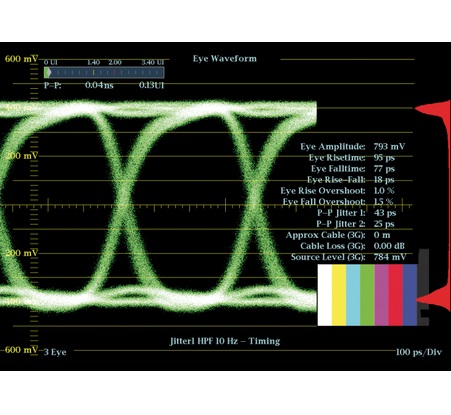 600 mV
Eye Waveform
0 UI 1.40 2.00 3.40 UI
P-P: 0.04 ns 0.13UI
200 mV
Eye Amplitude: 793 mV
Eye Risetime: 95 ps
Eye Falltime: 77 ps
Eye Rise-Fall: 18 ps
Eye Rise Overshoot: 1.0 %
Eye Fall Overshoot: 1.5 %
P-P Jitter 1: 43 ps
P-P Jitter 2: 25 ps
Approx Cable (3G): 0 m
Cable Loss (3G): 0.00 dB
200 mV
Source Level (3G): 784 mV
Jitter1 HPF 10 Hz – Timing
-600 mV
3 Eye
100 ps/Div